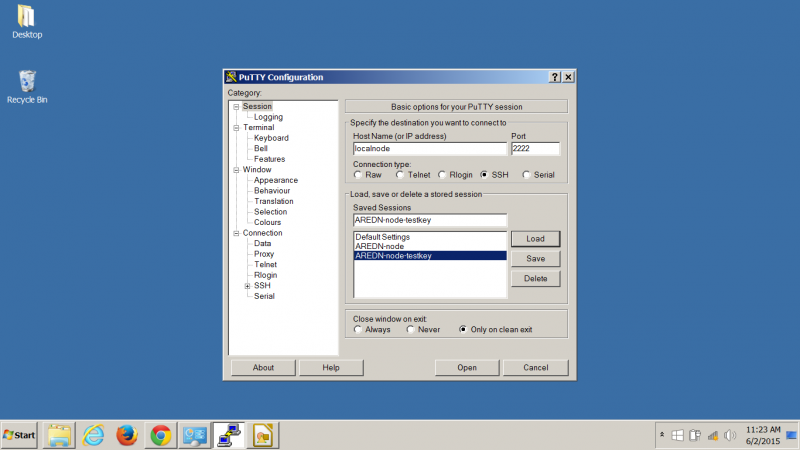 Desktop
Recycle Bin
PuTTY Configuration
Category:
Session
Logging
Terminal
Keyboard
Bell
Features
Window
Appearance
Behaviour
Translation
Selection
Colours
Connection
Data
Proxy
Telnet
Rlogin
SSH
Serial
Basic options for your PuTTY session
Specify the destination you want to connect to
Host Name (or IP address) Port
localnode 2222
Connection type:
Raw Telnet Rlogin SSH Serial
Load, save or delete a stored session
Saved Sessions
AREDN-node-testkey
Default Settings
AREDN-node
AREDN-node-testkey
Load
Save
Delete
Close window on exit:
Always Never Only on clean exit
About Help Open Cancel
Start
11:23 AM
6/2/2015